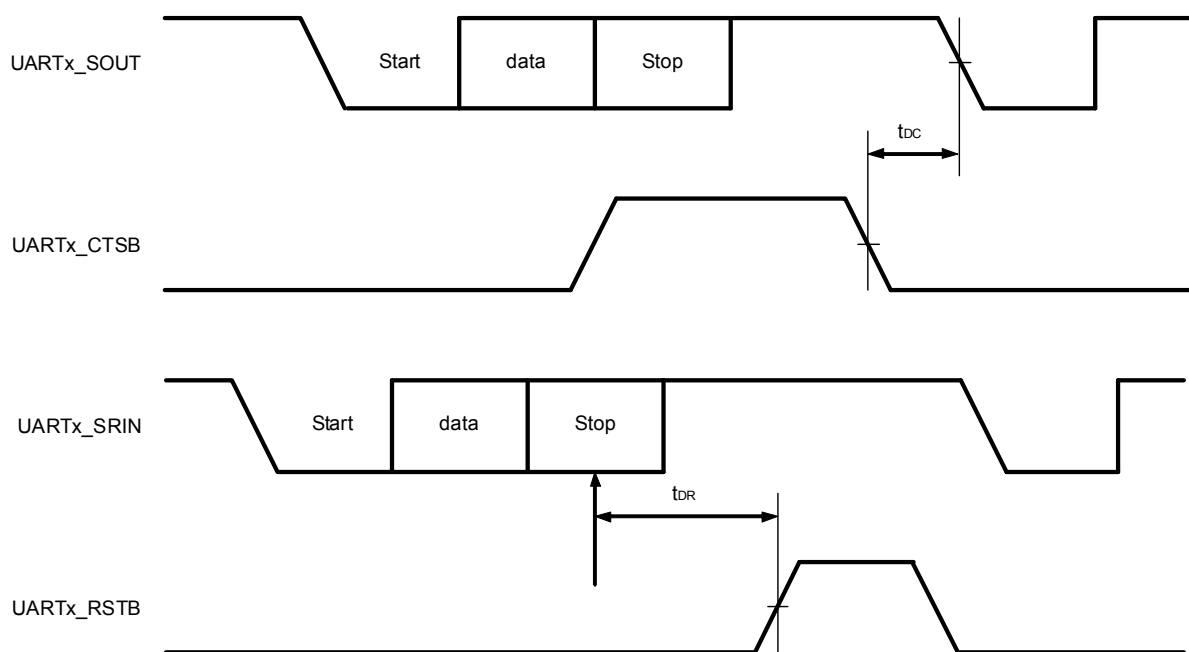 UARTx_SOUT
Start
data
Stop
tDC
UARTx_CTSB
UARTx_SRIN
Start
data
Stop
tDR
UARTx_RSTB